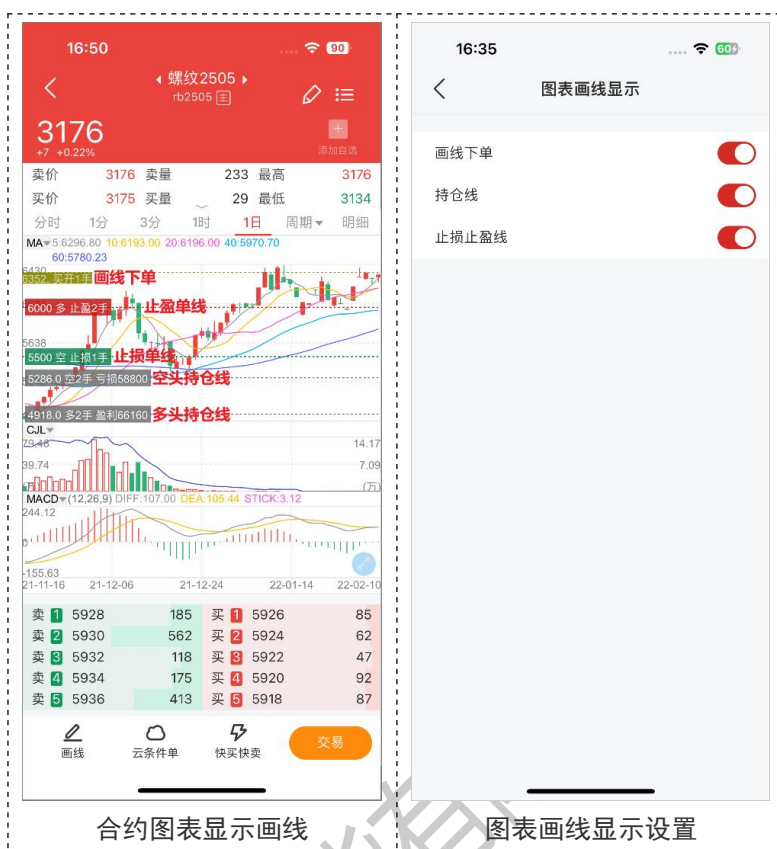 16:50
90
螺纹2505
rb2505 主
3176
+7 +0.22%
添加自选
卖价 3176 卖量 233 最高 3176
买价 3175 买量 29 最低 3134
分时 1分 3分 1时 1日 周期 明细
MA 5:6296.80 10:6193.00 20:6196.00 40:5970.70
60:5780.23
6352. 买开1手 画线下单
6000 多 止盈2手 止盈单线
5638
5500 空 止损1手 止损单线
5286.0 空2手 亏损58800 空头持仓线
4918.0 多2手 盈利66160 多头持仓线
CJL
79.48 14.17
39.74 7.09
(万) (万)
MACD (12,26,9) DIFF:107.00 DEA:105.44 STICK:3.12
244.12
0
-155.63
21-11-16 21-12-06 21-12-24 22-01-14 22-02-10
卖 1 5928 185 买 1 5926 85
卖 2 5930 562 买 2 5924 62
卖 3 5932 118 买 3 5922 47
卖 4 5934 175 买 4 5920 92
卖 5 5936 413 买 5 5918 87
画线 云条件单 快买快卖 交易
合约图表显示画线
16:35
60
图表画线显示
画线下单
持仓线
止损止盈线
图表画线显示设置